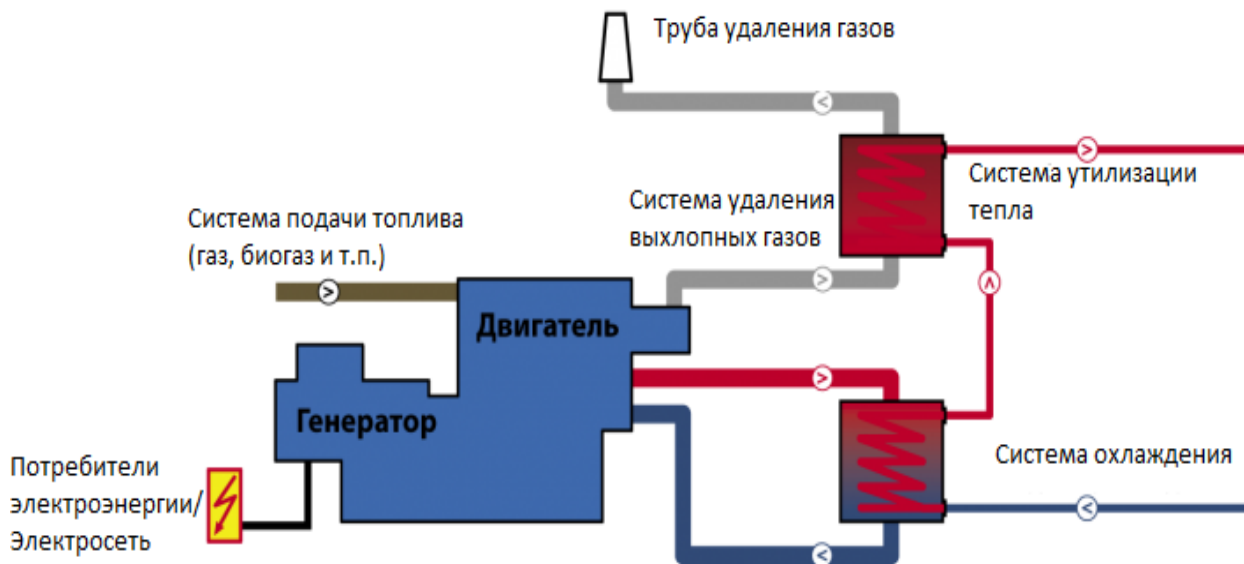 Труба удаления газов
Система утилизации
тепла
Система удаления
выхлопных газов
Система подачи топлива
(газ, биогаз и т.п.)
Двигатель
Генератор
Система охлаждения
Потребители
электроэнергии/
Электросеть